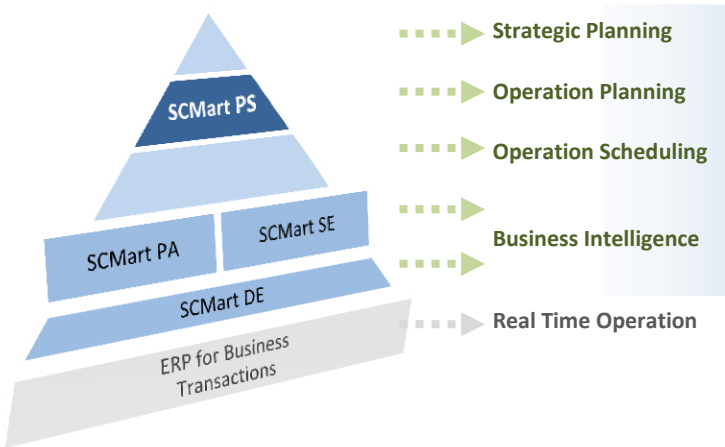 Strategic Planning
SCMart PS
Operation Planning
Operation Scheduling
SCMart PA
SCMart SE
Business Intelligence
SCMart DE
Real Time Operation
ERP for Business
Transactions